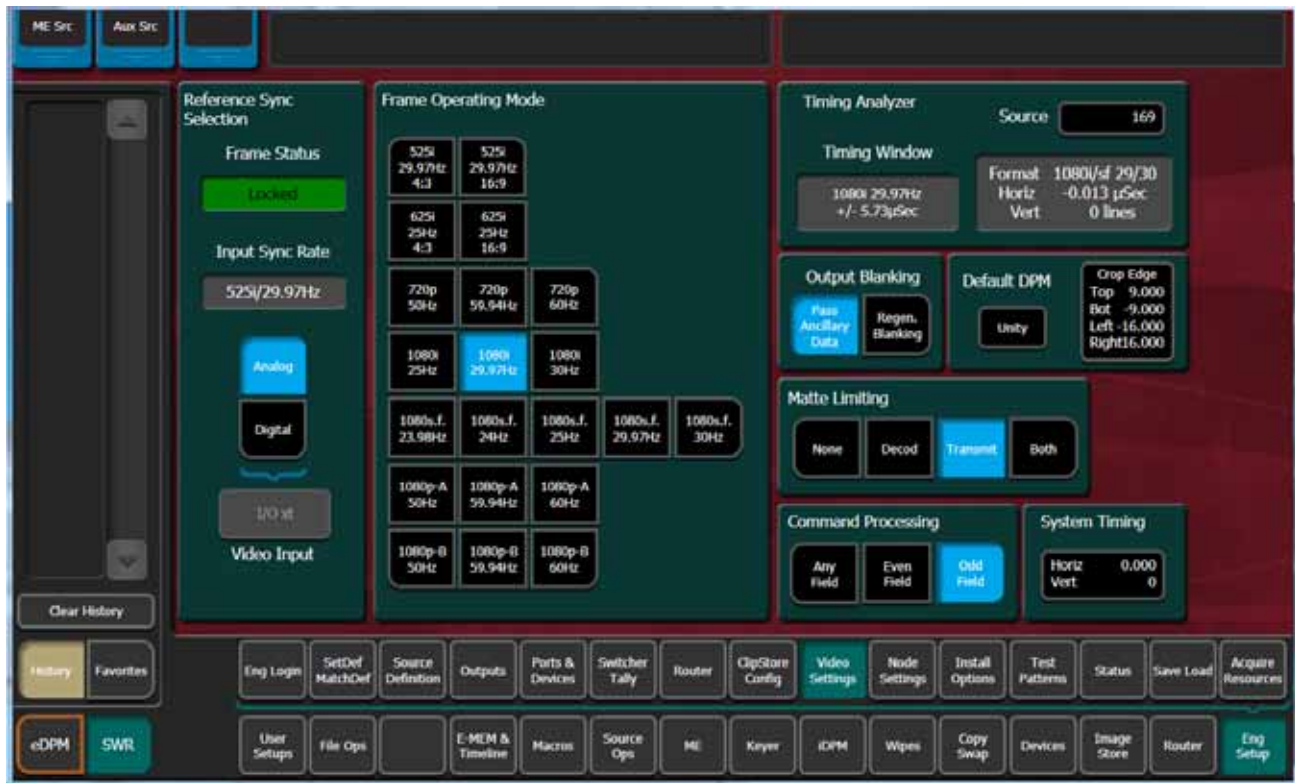 ME Src
Aux Src
Reference Sync
Selection
Frame Status
Locked
Input Sync Rate
525i/29.97Hz
Analog
Digital
I/O xt
Video Input
Frame Operating Mode
525i
29.97Hz
4:3
525i
29.97Hz
16:9
625i
25Hz
4:3
625i
25Hz
16:9
720p
50Hz
720p
59.94Hz
720p
60Hz
1080i
25Hz
1080i
29.97Hz
1080i
30Hz
1080s.f.
23.98Hz
1080s.f.
24Hz
1080s.f.
25Hz
1080s.f.
29.97Hz
1080s.f.
30Hz
1080p-A
50Hz
1080p-A
59.94Hz
1080p-A
60Hz
1080p-B
50Hz
1080p-B
59.94Hz
1080p-B
60Hz
Timing Analyzer
Source 169
Timing Window
1080i 29.97Hz
+/- 5.73µSec
Format 1080i/sf 29/30
Horiz -0.013 µSec
Vert 0 lines
Output Blanking
Pass
Ancillary
Data
Regen.
Blanking
Default DPM
Unity
Crop Edge
Top 9.000
Bot -9.000
Left -16.000
Right16.000
Matte Limiting
None
Decod
Transmit
Both
Command Processing
Any
Field
Even
Field
Odd
Field
System Timing
Horiz 0.000
Vert 0
Clear History
History
Favorites
Eng Login
SetDef
MatchDef
Source
Definition
Outputs
Ports &
Devices
Switcher
Tally
Router
ClipStore
Config
Video
Settings
Node
Settings
Install
Options
Test
Patterns
Status
Save Load
Acquire
Resources
eDPM
SWR
User
Setups
File Ops
E-MEM &
Timeline
Macros
Source
Ops
ME
Keyer
iDPM
Wipes
Copy
Swap
Devices
Image
Store
Router
Eng
Setup